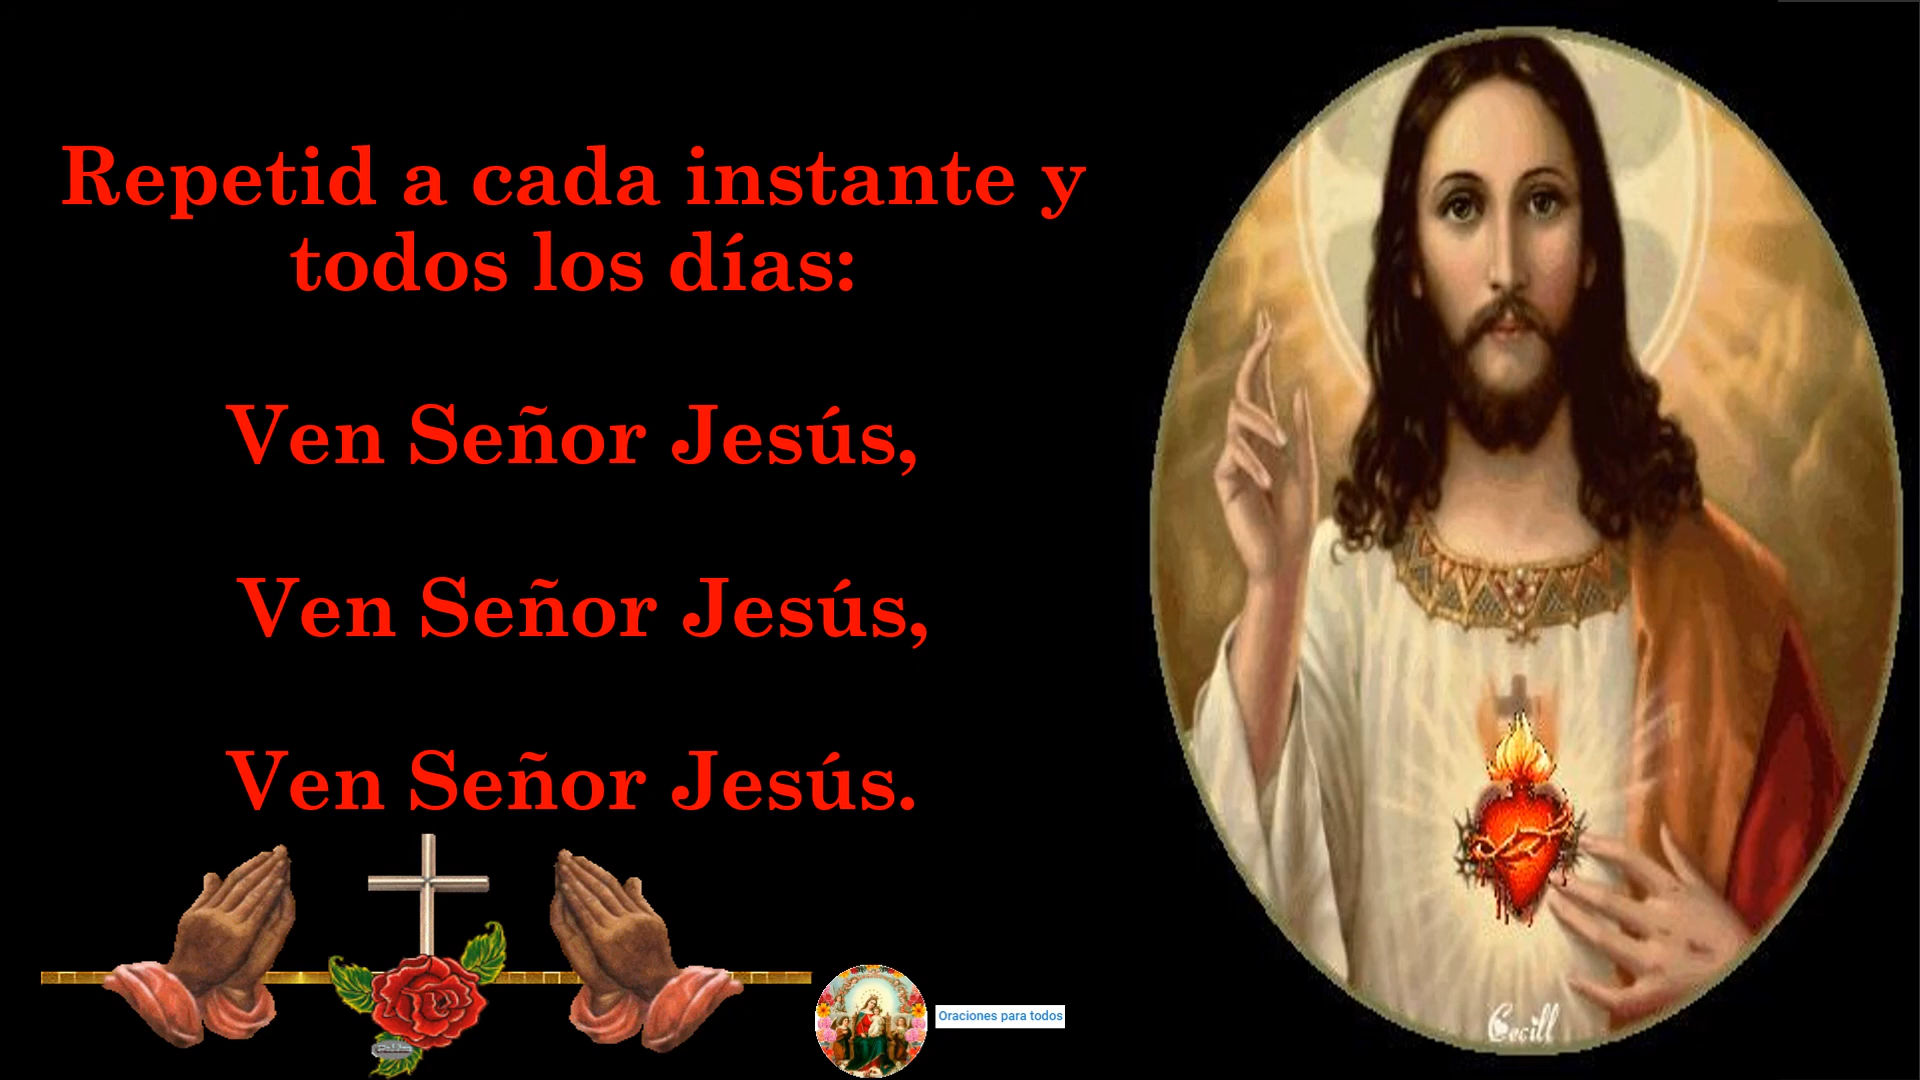 Repetid a cada instante y
todos los días:
Ven Señor Jesús,
Ven Señor Jesús,
Ven Señor Jesús.
Oraciones para todos
Cecill